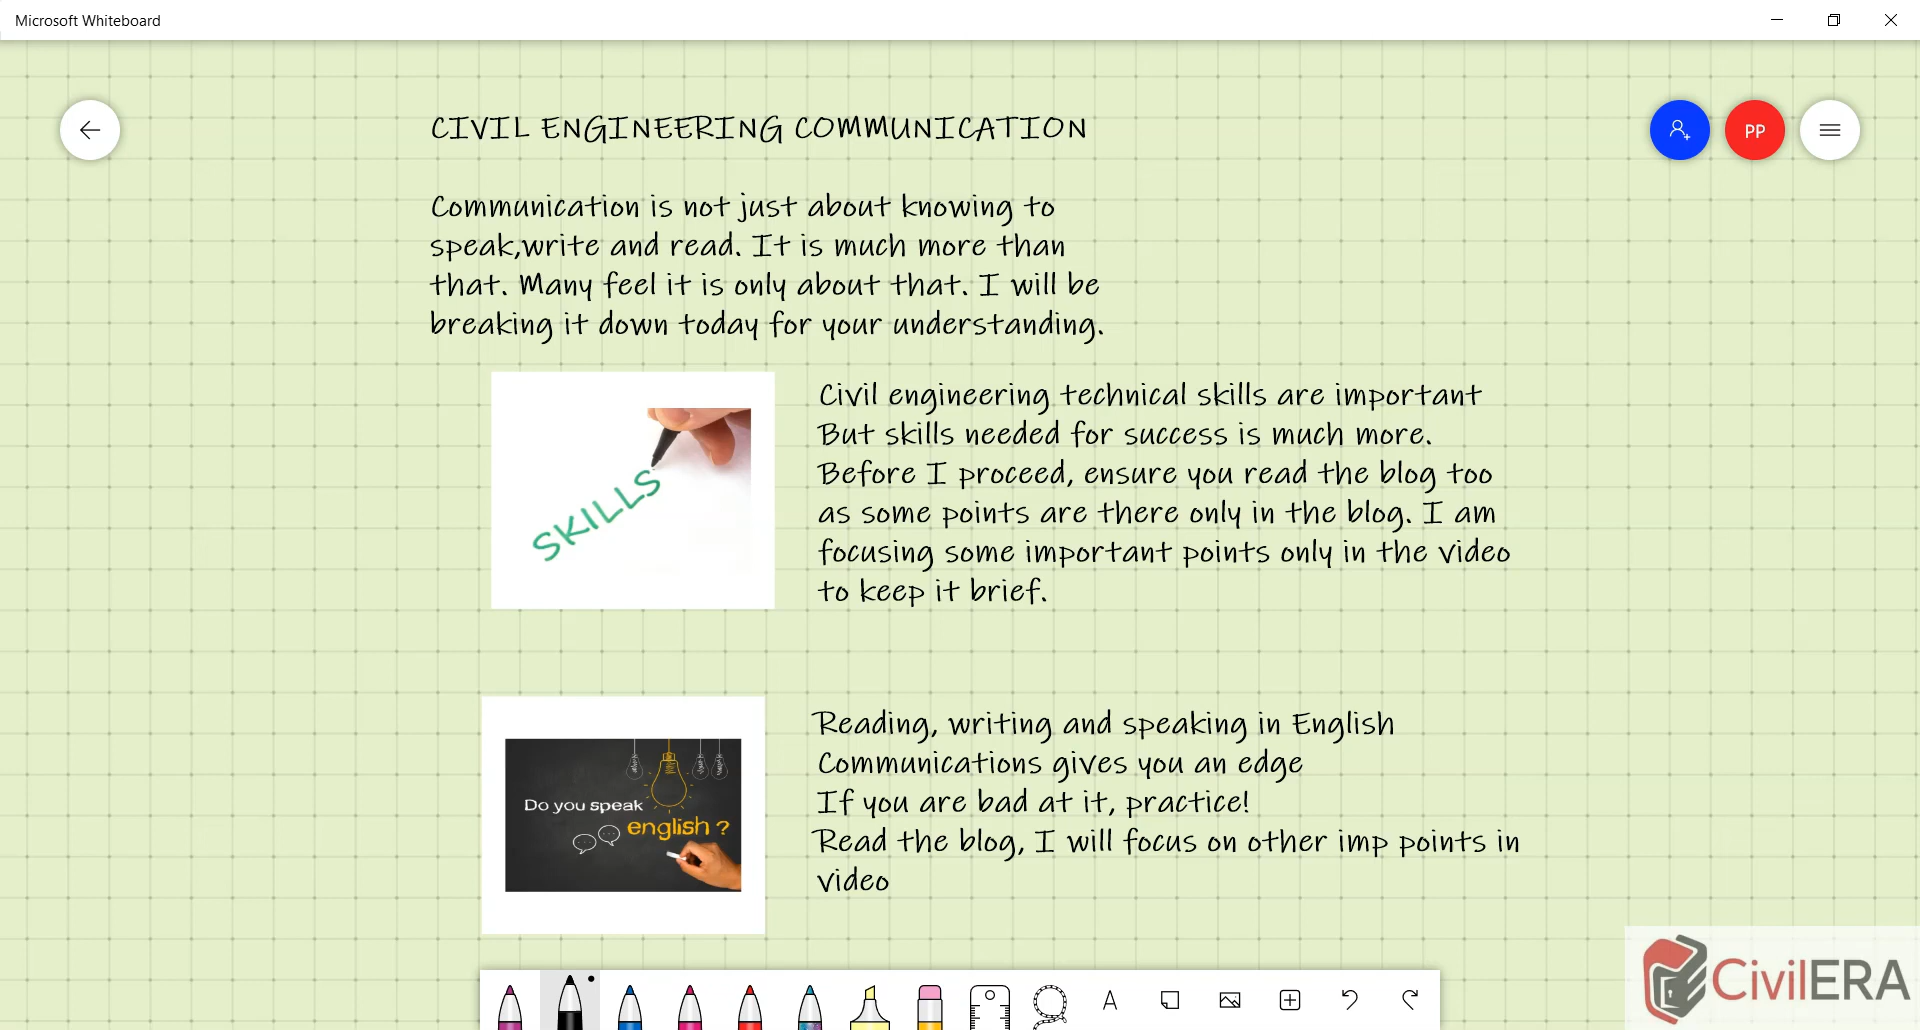 Microsoft Whiteboard
PP
CIVIL ENGINEERING COMMUNICATION
Communication is not just about knowing to
speak,write and read. It is much more than
that. Many feel it is only about that. I will be
breaking it down today for your understanding.
SKILLS
Civil engineering technical skills are important
But skills needed for success is much more.
Before I proceed, ensure you read the blog too
as some points are there only in the blog. I am
focusing some important points only in the video
to keep it brief.
Do you speak
english ?
Reading, writing and speaking in English
Communications gives you an edge
If you are bad at it, practice!
Read the blog, I will focus on other imp points in
video
A
CivilERA